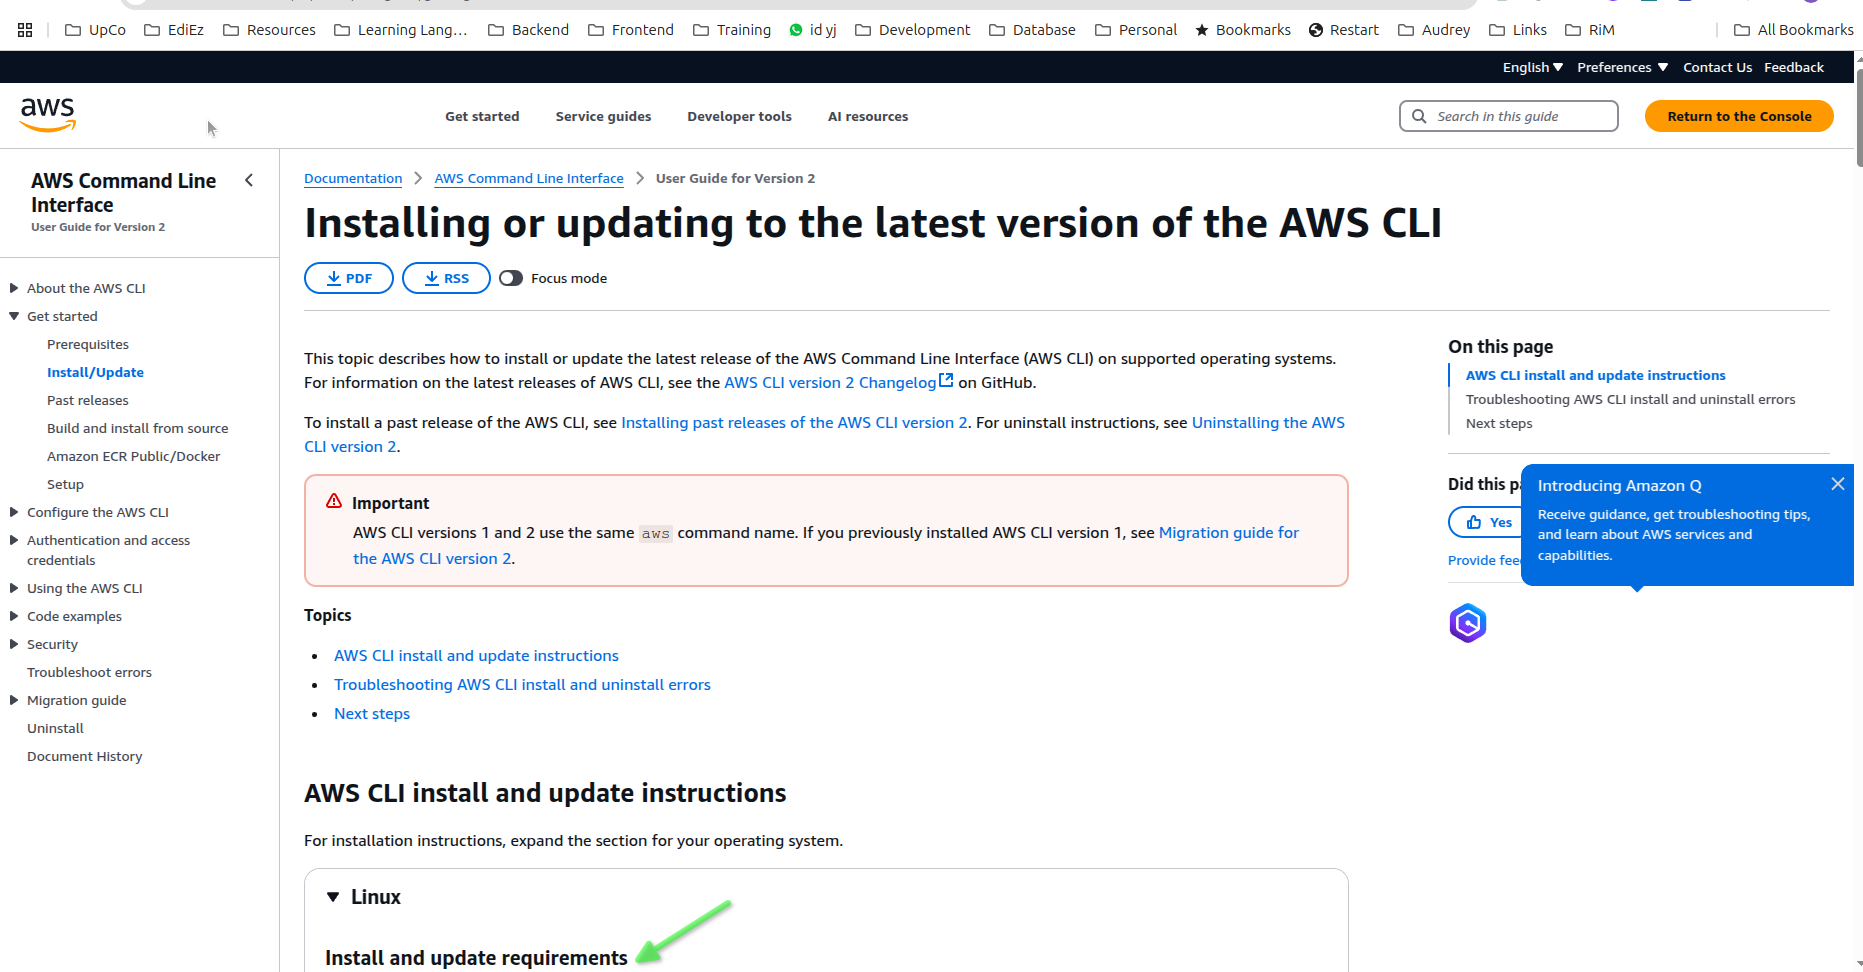 UpCo
EdiEz
Resources
Learning Lang...
Backend
Frontend
Training
id yj
Development
Database
Personal
Bookmarks
Restart
Audrey
Links
RiM
All Bookmarks
English
Preferences
Contact Us
Feedback
aws
Get started
Service guides
Developer tools
AI resources
Search in this guide
Return to the Console
AWS Command Line
Interface
User Guide for Version 2
About the AWS CLI
Get started
Prerequisites
Install/Update
Past releases
Build and install from source
Amazon ECR Public/Docker
Setup
Configure the AWS CLI
Authentication and access
credentials
Using the AWS CLI
Code examples
Security
Troubleshoot errors
Migration guide
Uninstall
Document History
Documentation > AWS Command Line Interface > User Guide for Version 2
Installing or updating to the latest version of the AWS CLI
PDF
RSS
Focus mode
This topic describes how to install or update the latest release of the AWS Command Line Interface (AWS CLI) on supported operating systems.
For information on the latest releases of AWS CLI, see the AWS CLI version 2 Changelog on GitHub.
To install a past release of the AWS CLI, see Installing past releases of the AWS CLI version 2. For uninstall instructions, see Uninstalling the AWS
CLI version 2.
Important
AWS CLI versions 1 and 2 use the same aws command name. If you previously installed AWS CLI version 1, see Migration guide for
the AWS CLI version 2.
Topics
• AWS CLI install and update instructions
• Troubleshooting AWS CLI install and uninstall errors
• Next steps
AWS CLI install and update instructions
For installation instructions, expand the section for your operating system.
Linux
Install and update requirements
On this page
AWS CLI install and update instructions
Troubleshooting AWS CLI install and uninstall errors
Next steps
Did this
Yes
Provide
Introducing Amazon Q
Receive guidance, get troubleshooting tips,
and learn about AWS services and
capabilities.